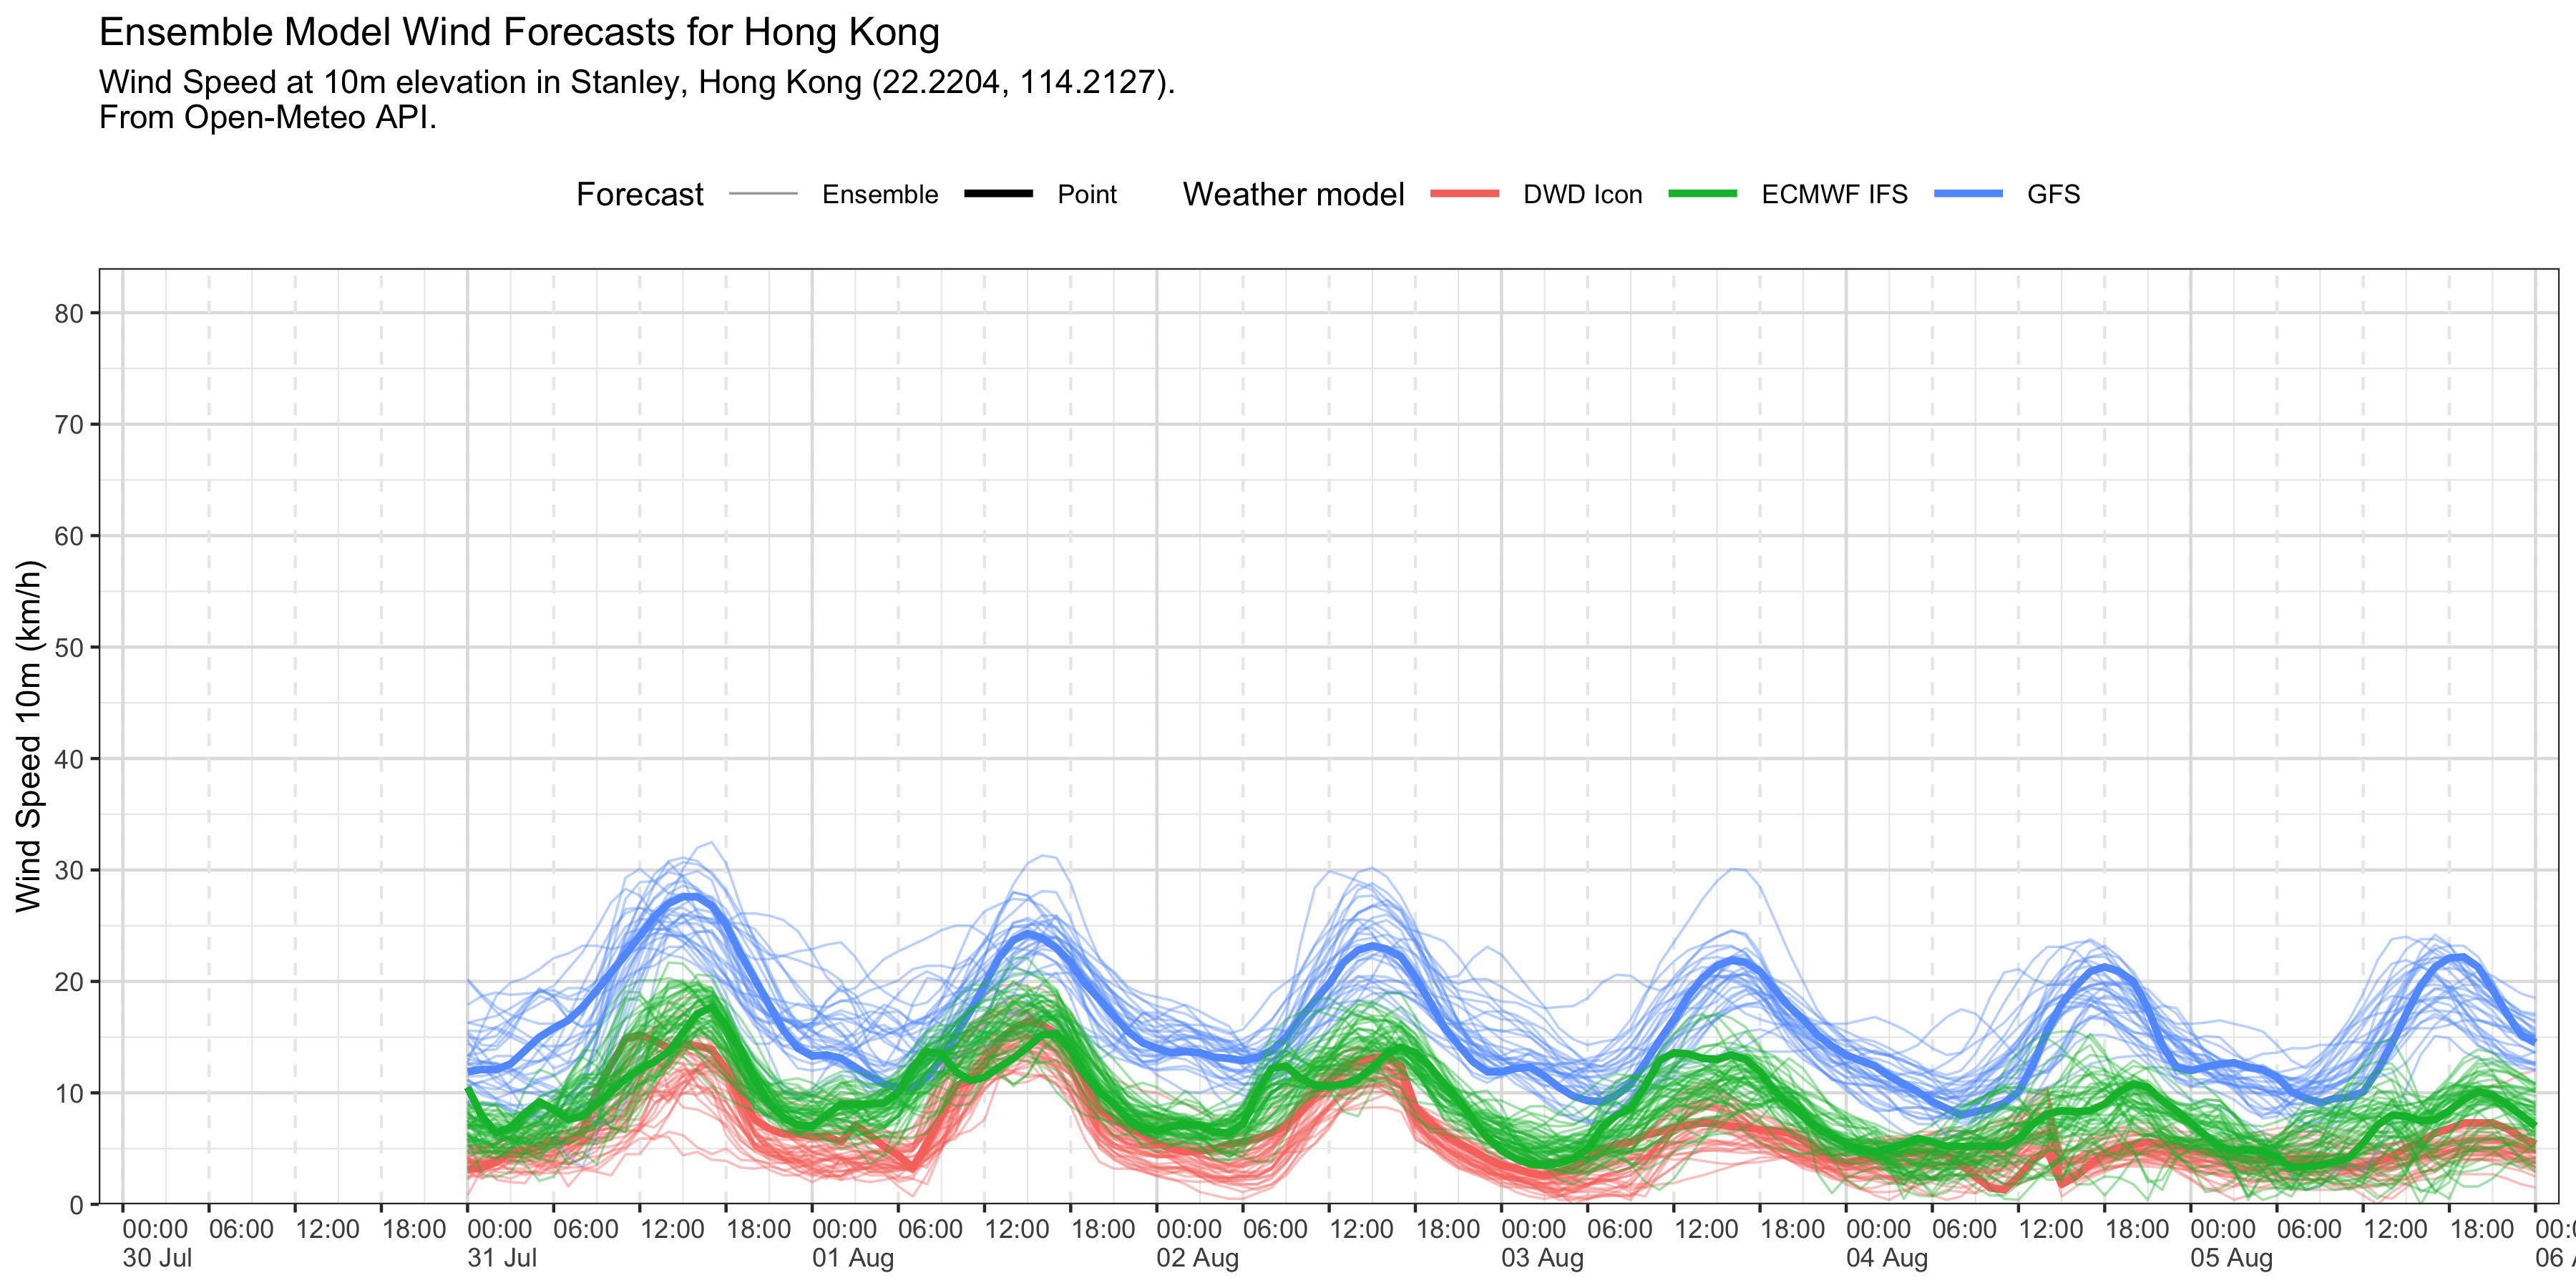 Ensemble Model Wind Forecasts for Hong Kong
Wind Speed at 10m elevation in Stanley, Hong Kong (22.2204, 114.2127).
From Open-Meteo API.
Forecast Ensemble Point Weather model DWD Icon ECMWF IFS GFS
Wind Speed 10m (km/h)
80
70
60
50
40
30
20
10
0
00:00 06:00 12:00 18:00 00:00 06:00 12:00 18:00 00:00 06:00 12:00 18:00 00:00 06:00 12:00 18:00 00:00 06:00 12:00 18:00 00:00 06:00 12:00 18:00 00:00 06:00 12:00 18:00 00:0
30 Jul 31 Jul 01 Aug 02 Aug 03 Aug 04 Aug 05 Aug 06 A